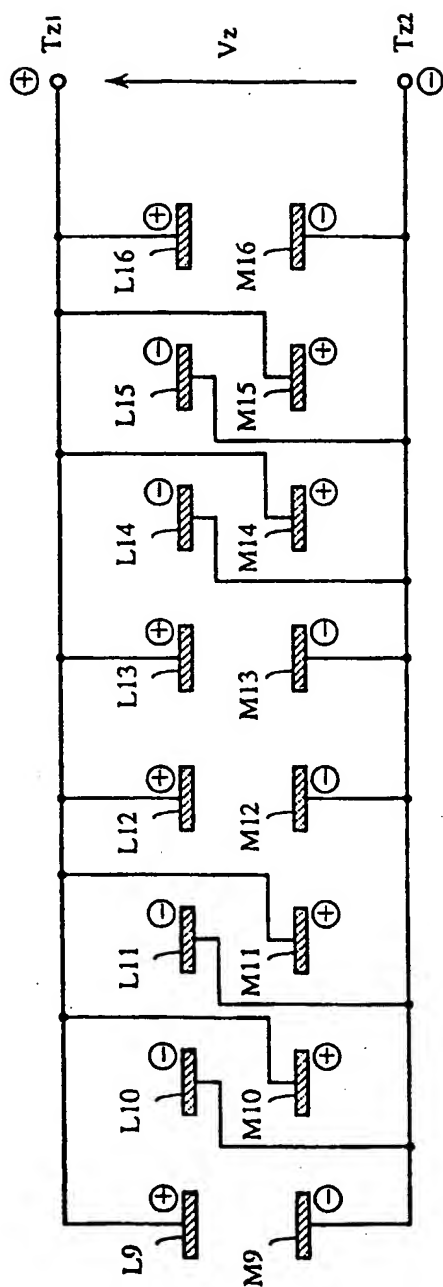 L9 L10 L11 L12 L13 L14 L15 L16 ⊕ Tz1
⊕ ⊖ ⊖ ⊕ ⊕ ⊖ ⊖ ⊕
Vz
M9 M10 M11 M12 M13 M14 M15 M16 Tz2
⊖ ⊕ ⊕ ⊖ ⊖ ⊕ ⊕ ⊖ ⊖